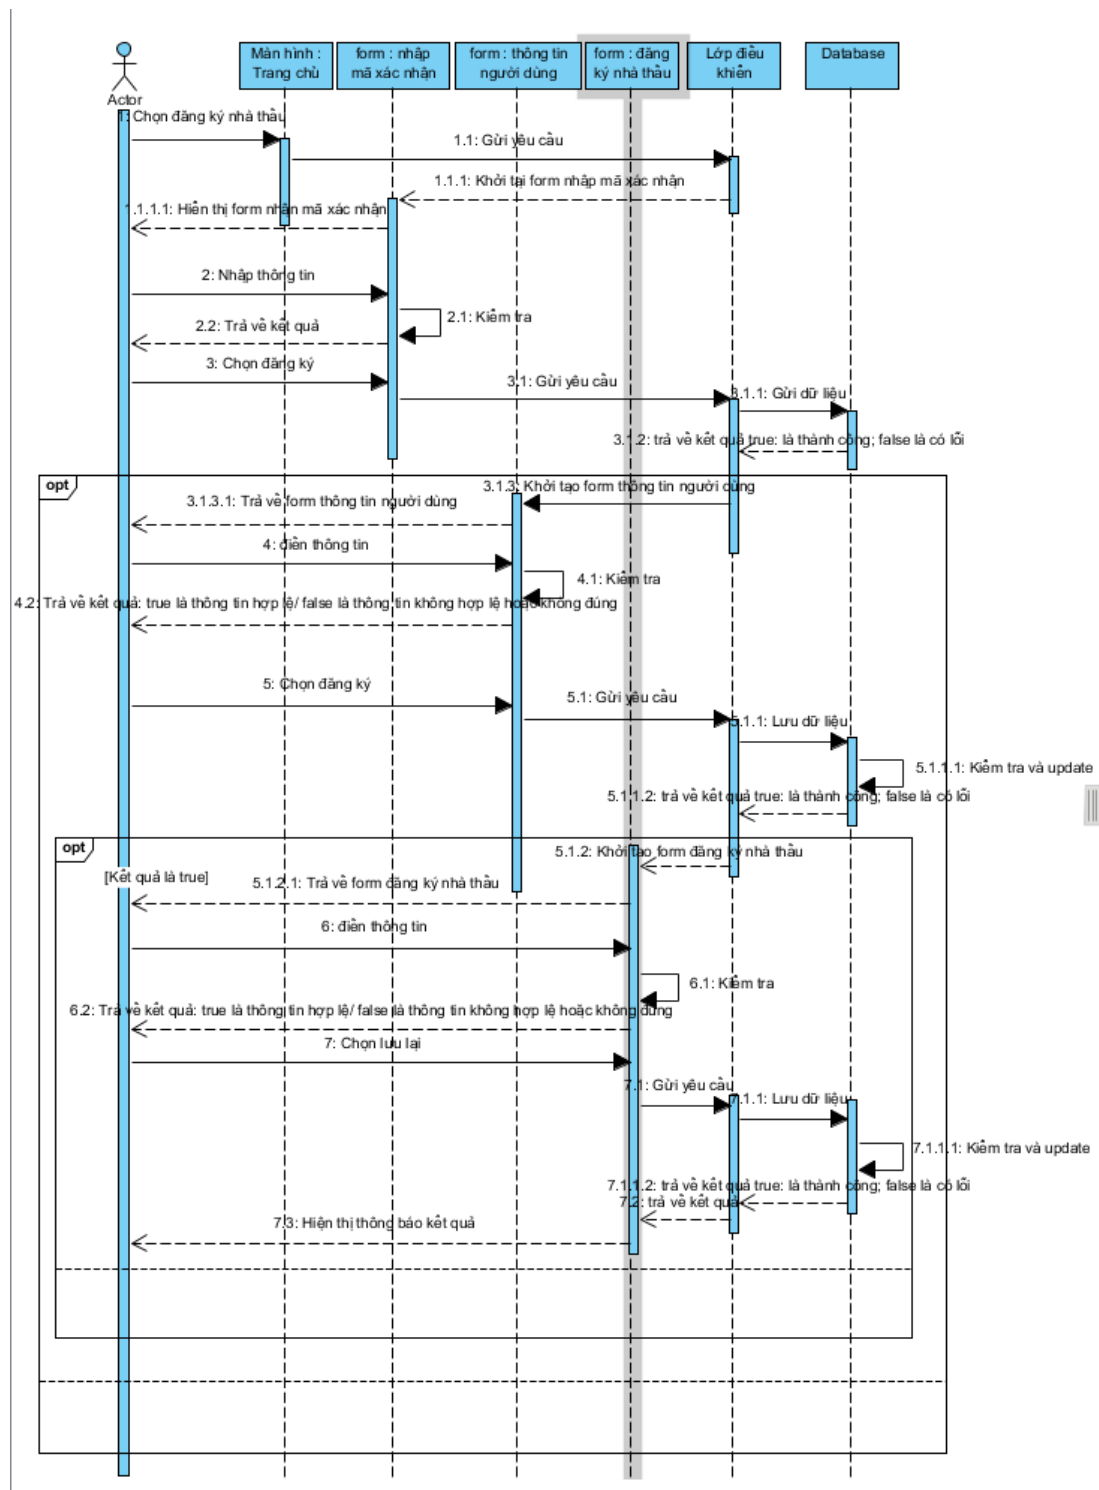 Màn hình :
Trang chủ
form : nhập
mã xác nhận
form : thông tin
người dùng
form : đăng
ký nhà thầu
Lớp điều
khiển
Database
Actor
1: Chọn đăng ký nhà thầu
1.1: Gửi yêu cầu
1.1.1: Khởi tại form nhập mã xác nhận
1.1.1.1: Hiển thị form nhận mã xác nhận
2: Nhập thông tin
2.1: Kiểm tra
2.2: Trả về kết quả
3: Chọn đăng ký
3.1: Gửi yêu cầu
3.1.1: Gửi dữ liệu
3.1.2: trả về kết quả true: là thành công; false là có lỗi
opt
3.1.3: Khởi tạo form thông tin người dùng
3.1.3.1: Trả về form thông tin người dùng
4: điền thông tin
4.1: Kiểm tra
4.2: Trả về kết quả: true là thông tin hợp lệ/ false là thông tin không hợp lệ hoặc không đúng
5: Chọn đăng ký
5.1: Gửi yêu cầu
5.1.1: Lưu dữ liệu
5.1.1.1: Kiểm tra và update
5.1.1.2: trả về kết quả true: là thành công; false là có lỗi
opt
5.1.2: Khởi tạo form đăng ký nhà thầu
[Kết quả là true]
5.1.2.1: Trả về form đăng ký nhà thầu
6: điền thông tin
6.1: Kiểm tra
6.2: Trả về kết quả: true là thông tin hợp lệ/ false là thông tin không hợp lệ hoặc không đúng
7: Chọn lưu lại
7.1: Gửi yêu cầu
7.1.1: Lưu dữ liệu
7.1.1.1: Kiểm tra và update
7.1.1.2: trả về kết quả true: là thành công; false là có lỗi
7.2: trả về kết quả
7.3: Hiện thị thông báo kết quả